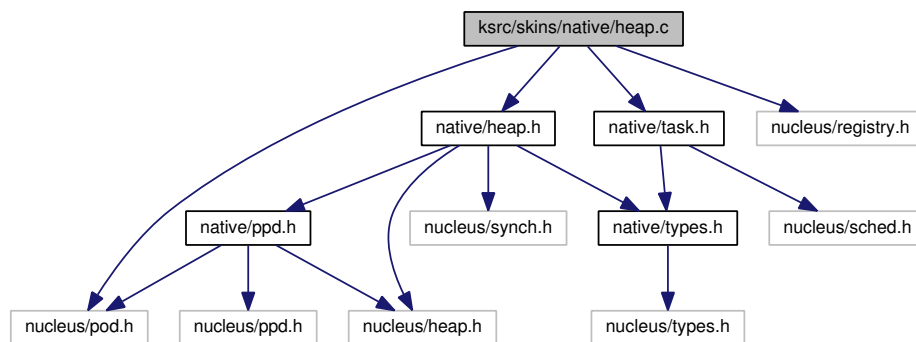 ksrc/skins/native/heap.c
native/heap.h
native/task.h
nucleus/registry.h
native/ppd.h
nucleus/synch.h
native/types.h
nucleus/sched.h
nucleus/pod.h
nucleus/ppd.h
nucleus/heap.h
nucleus/types.h